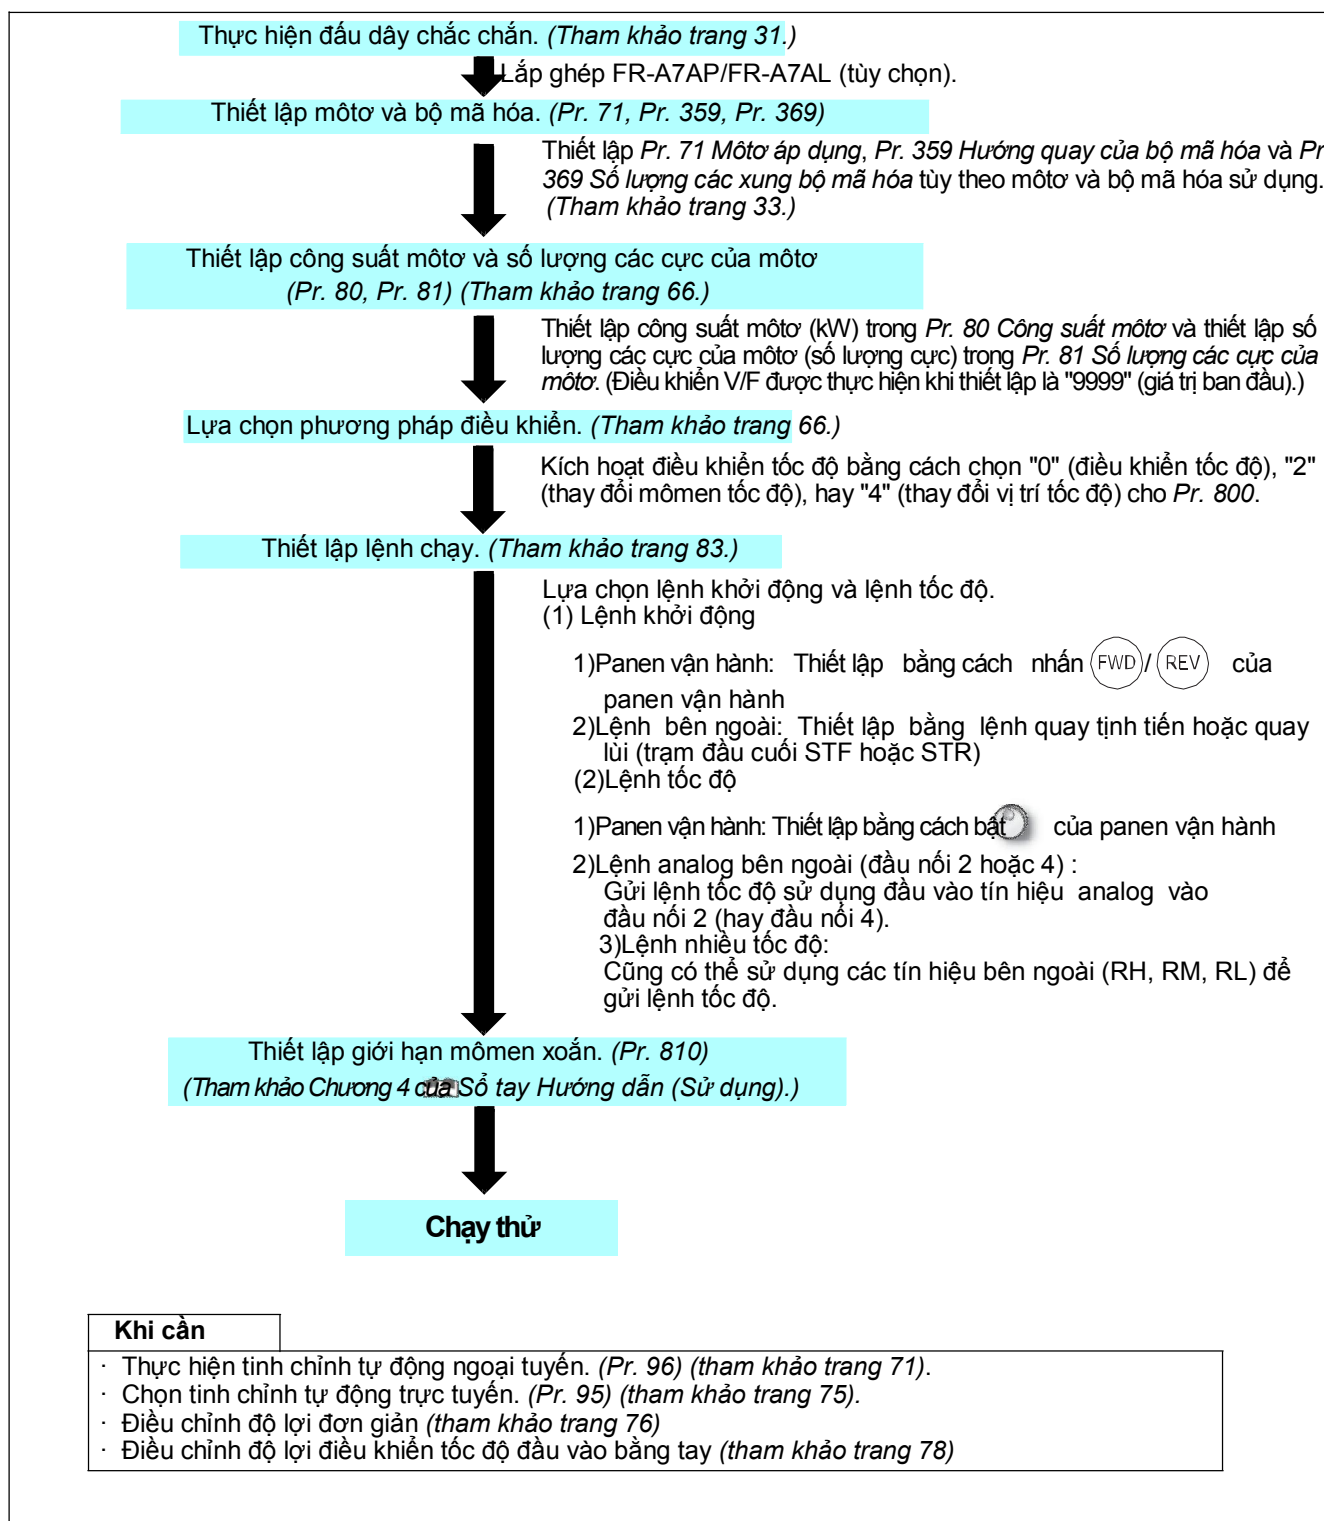 Thực hiện đấu dây chắc chắn. (Tham khảo trang 31.)
Lắp ghép FR-A7AP/FR-A7AL (tùy chọn).
Thiết lập môtơ và bộ mã hóa. (Pr. 71, Pr. 359, Pr. 369)
Thiết lập Pr. 71 Môtơ áp dụng, Pr. 359 Hướng quay của bộ mã hóa và Pr
369 Số lượng các xung bộ mã hóa tùy theo môtơ và bộ mã hóa sử dụng.
(Tham khảo trang 33.)
Thiết lập công suất môtơ và số lượng các cực của môtơ
(Pr. 80, Pr. 81) (Tham khảo trang 66.)
Thiết lập công suất môtơ (kW) trong Pr. 80 Công suất môtơ và thiết lập số
lượng các cực của môtơ (số lượng cực) trong Pr. 81 Số lượng các cực của
môtơ. (Điều khiển V/F được thực hiện khi thiết lập là "9999" (giá trị ban đầu).)
Lựa chọn phương pháp điều khiển. (Tham khảo trang 66.)
Kích hoạt điều khiển tốc độ bằng cách chọn "0" (điều khiển tốc độ), "2"
(thay đổi mômen tốc độ), hay "4" (thay đổi vị trí tốc độ) cho Pr. 800.
Thiết lập lệnh chạy. (Tham khảo trang 83.)
Lựa chọn lệnh khởi động và lệnh tốc độ.
(1) Lệnh khởi động
1)Panen vận hành: Thiết lập bằng cách nhấn FWD/ REV của
panen vận hành
2)Lệnh bên ngoài: Thiết lập bằng lệnh quay tịnh tiến hoặc quay
lùi (trạm đầu cuối STF hoặc STR)
(2)Lệnh tốc độ
1)Panen vận hành: Thiết lập bằng cách bật của panen vận hành
2)Lệnh analog bên ngoài (đầu nối 2 hoặc 4) :
Gửi lệnh tốc độ sử dụng đầu vào tín hiệu analog vào
đầu nối 2 (hay đầu nối 4).
3)Lệnh nhiều tốc độ:
Cũng có thể sử dụng các tín hiệu bên ngoài (RH, RM, RL) để
gửi lệnh tốc độ.
Thiết lập giới hạn mômen xoắn. (Pr. 810)
(Tham khảo Chương 4 của Sổ tay Hướng dẫn (Sử dụng).)
Chạy thử
Khi cần
· Thực hiện tinh chỉnh tự động ngoại tuyến. (Pr. 96) (tham khảo trang 71).
· Chọn tinh chỉnh tự động trực tuyến. (Pr. 95) (tham khảo trang 75).
· Điều chỉnh độ lợi đơn giản (tham khảo trang 76)
· Điều chỉnh độ lợi điều khiển tốc độ đầu vào bằng tay (tham khảo trang 78)